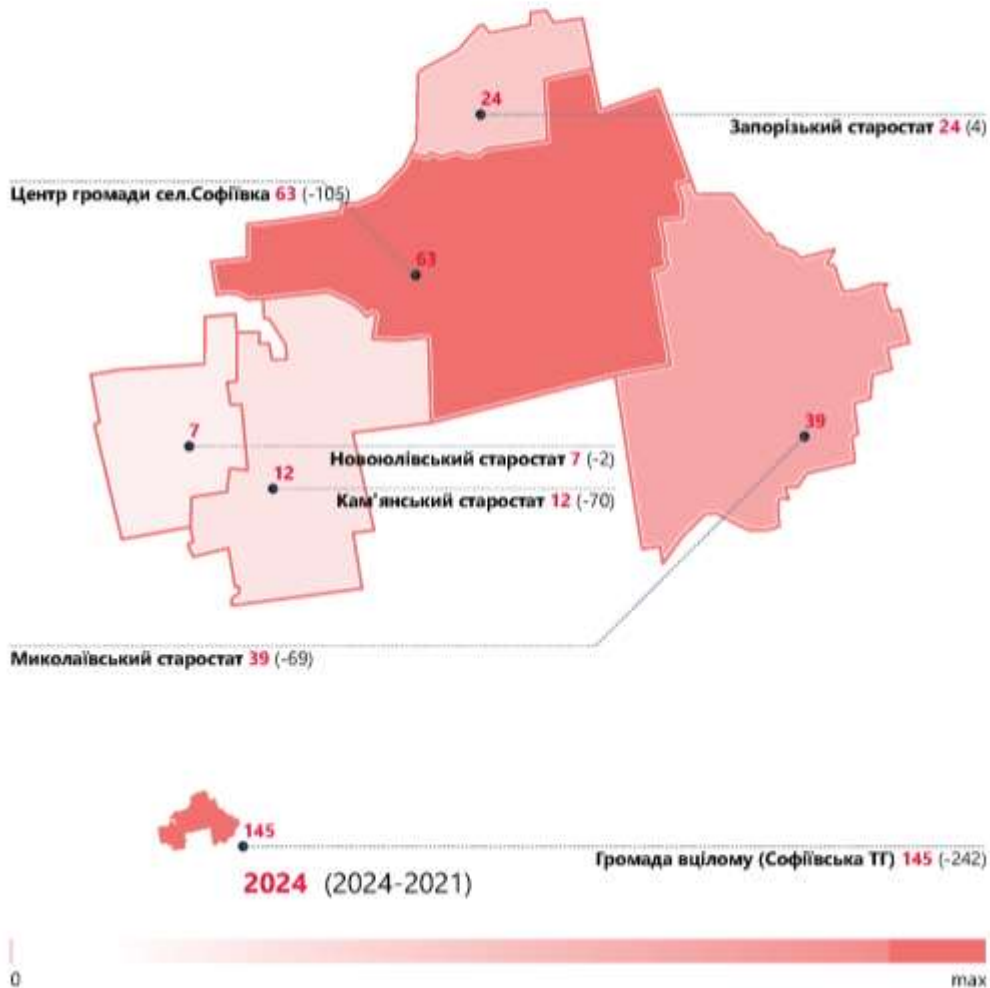 24
Запорізький старостат 24 (4)
Центр громади сел.Софіївка 63 (-105)
63
39
7
Новоюлівський старостат 7 (-2)
12
Кам'янський старостат 12 (-70)
Миколаївський старостат 39 (-69)
145
Громада вцілому (Софіївська ТГ) 145 (-242)
2024 (2024-2021)
0 max